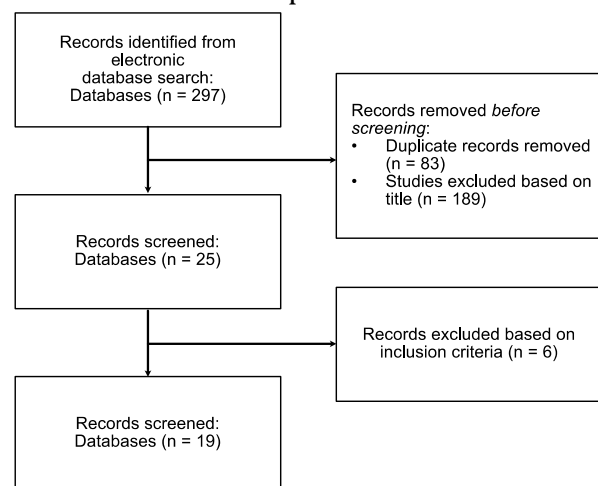 Records identified from
electronic
database search:
Databases (n = 297)
Records removed before
screening:
• Duplicate records removed
(n = 83)
• Studies excluded based on
title (n = 189)
Records screened:
Databases (n = 25)
Records excluded based on
inclusion criteria (n = 6)
Records screened:
Databases (n = 19)